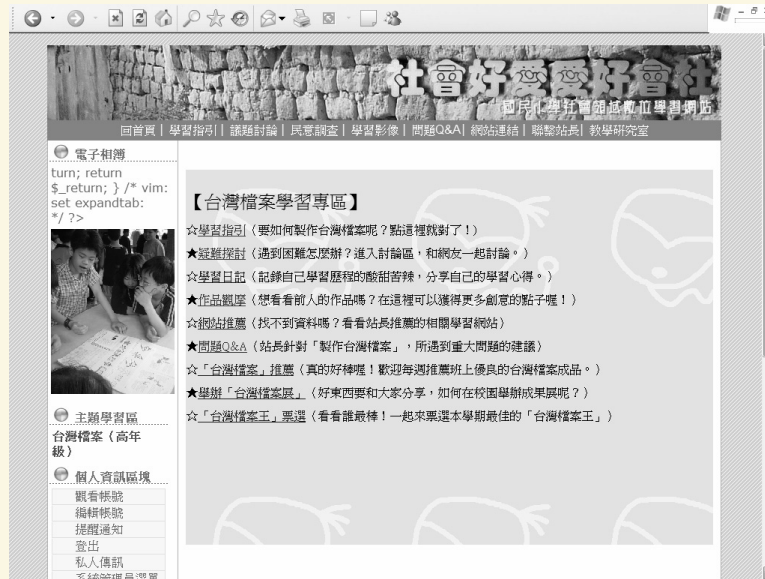 社會好愛愛好會社
國民小學社會領域數位學習網站
回首頁 | 學習指引 | 議題討論 | 民意調查 | 學習影像 | 問題Q&A | 網站連結 | 聯繫站長 | 教學研究室
電子相簿
turn; return
$_return; } /* vim:
set expandtab:
*/ ?>
主題學習區
台灣檔案（高年
級）
個人資訊區塊
觀看帳號
編輯帳號
提醒通知
登出
私人傳訊
系統管理員選單
【台灣檔案學習專區】
☆學習指引（要如何製作台灣檔案呢？點這裡就對了！）
★疑難探討（遇到困難怎麼辦？進入討論區，和網友一起討論。）
☆學習日記（記錄自己學習歷程的酸甜苦辣，分享自己的學習心得。）
★作品觀摩（想看看前人的作品嗎？在這裡可以獲得更多創意的點子喔！）
☆網站推薦（找不到資料嗎？看看站長推薦的相關學習網站）
★問題Q&A（站長針對「製作台灣檔案」，所遇到重大問題的建議）
☆「台灣檔案」推薦（真的好棒喔！歡迎每週推薦班上優良的台灣檔案成品。）
★舉辦「台灣檔案展」（好東西要和大家分享，如何在校園舉辦成果展呢？）
☆「台灣檔案王」票選（看看誰最棒！一起來票選本學期最佳的「台灣檔案王」）